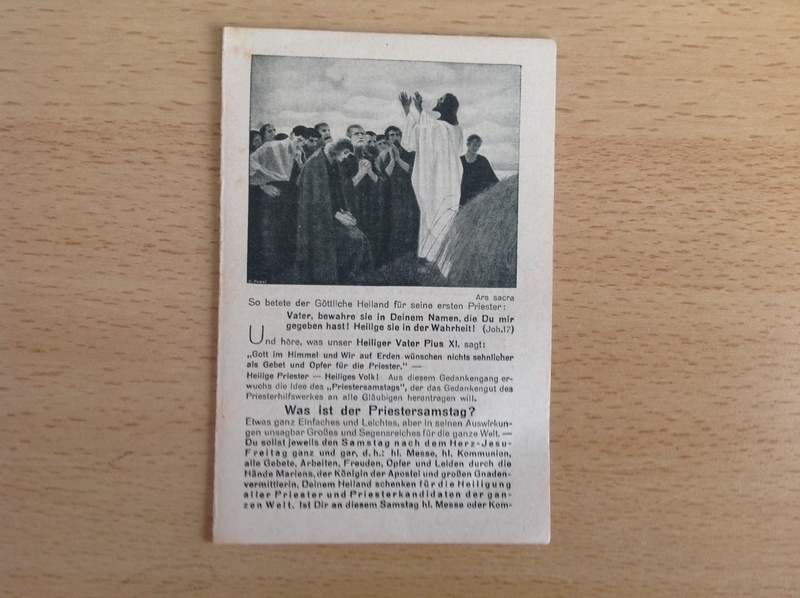 Ars sacra
So betete der Göttliche Heiland für seine ersten Priester:
Vater, bewahre sie in Deinem Namen, die Du mir
gegeben hast! Heilige sie in der Wahrheit! (Joh.17)
Und höre, was unser Heiliger Vater Pius XI. sagt:
„Gott im Himmel und Wir auf Erden wünschen nichts sehnlicher
als Gebet und Opfer für die Priester.“ —
Heilige Priester — Heiliges Volk! Aus diesem Gedankengang er-
wuchs die Idee des „Priestersamstags“, der das Gedankengut des
Priesterhilfswerkes an alle Gläubigen herantragen will.
Was ist der Priestersamstag?
Etwas ganz Einfaches und Leichtes, aber in seinen Auswirkun-
gen unsagbar Großes und Segensreiches für die ganze Welt. —
Du sollst jeweils den Samstag nach dem Herz-Jesu-
Freitag ganz und gar, d.h.: hl. Messe, hl. Kommunion,
alle Gebete, Arbeiten, Freuden, Opfer und Leiden durch die
Hände Mariens, der Königin der Apostel und großen Gnaden-
vermittlerin, Deinem Heiland schenken für die Heiligung
aller Priester und Priesterkandidaten der gan-
zen Welt. Ist Dir an diesem Samstag hl. Messe oder Kom-